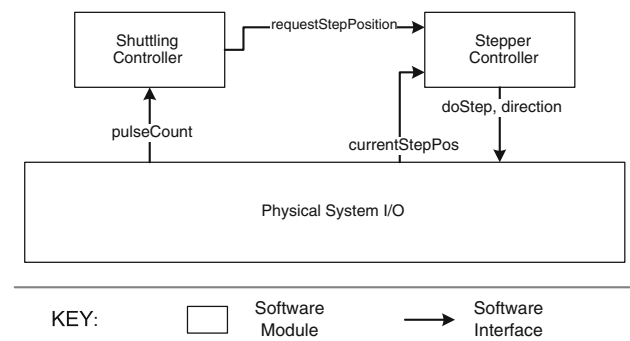 Shuttling
Controller
requestStepPosition
Stepper
Controller
pulseCount
doStep, direction
currentStepPos
Physical System I/O
KEY:
Software
Module
Software
Interface